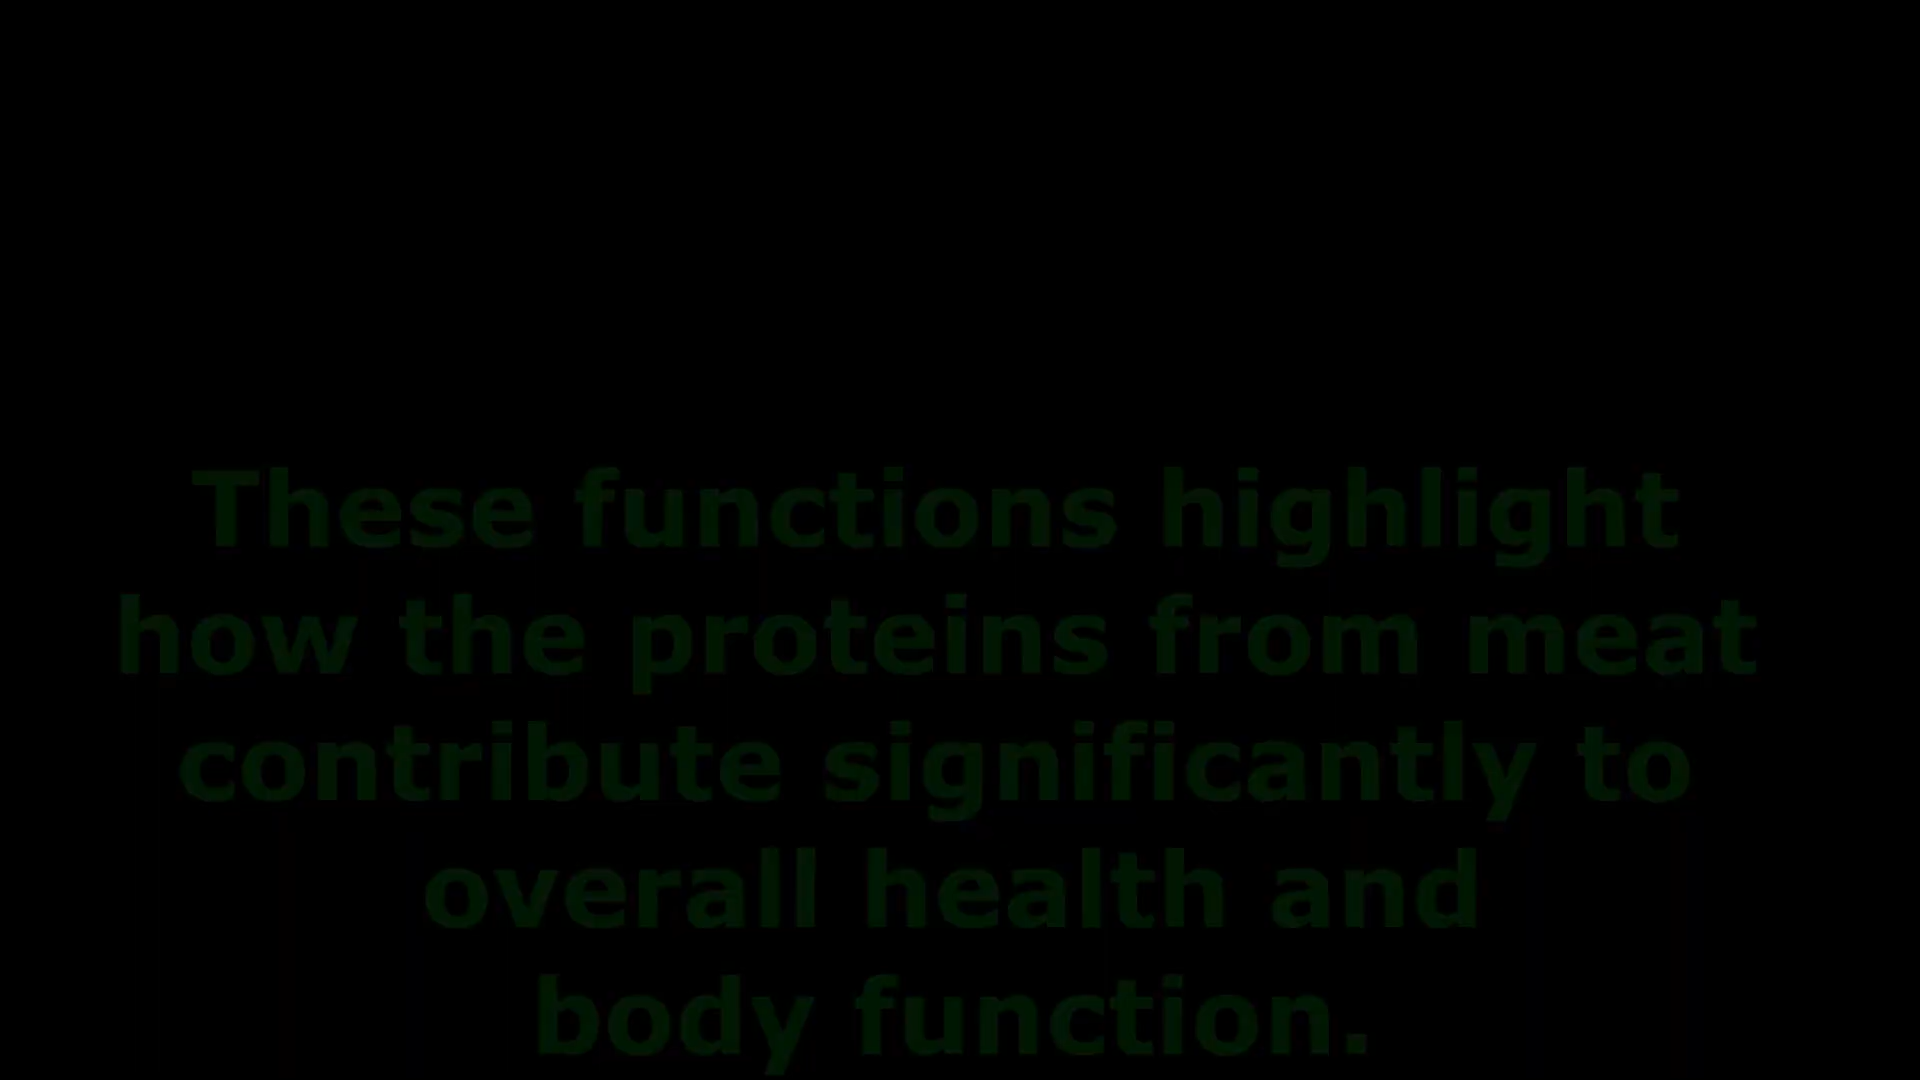 These functions highlight
how the proteins from meat
contribute significantly to
overall health and
body function.